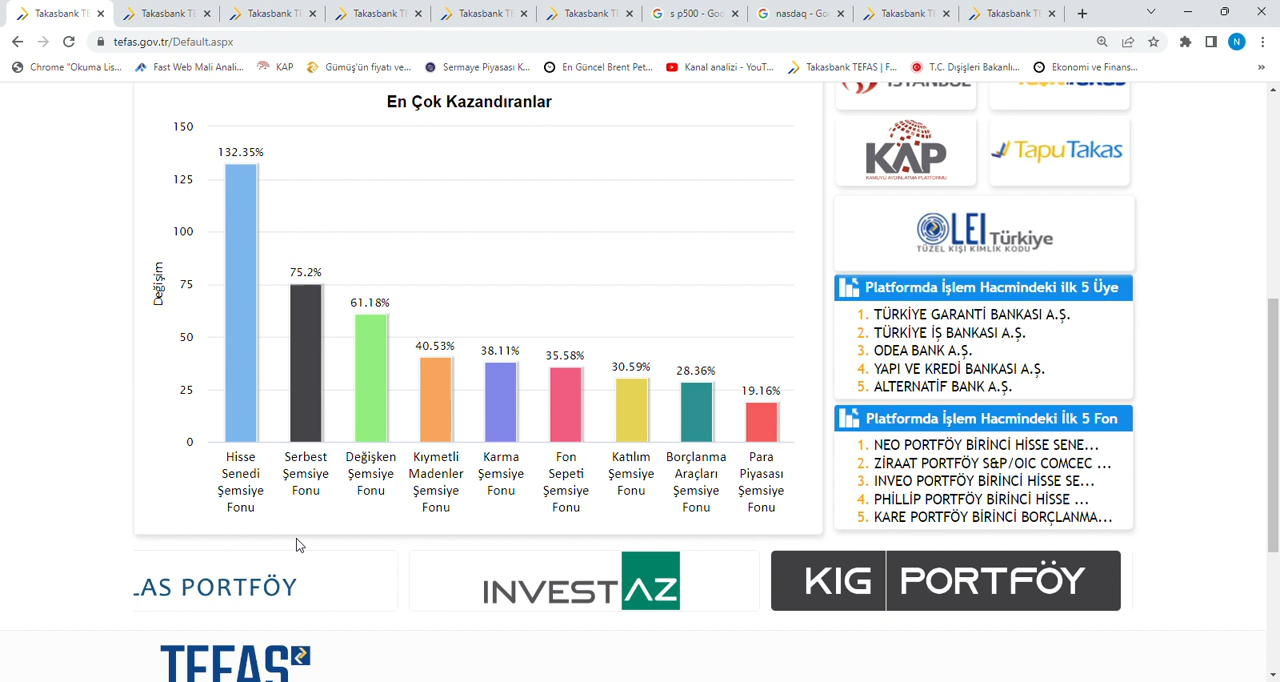 Takasbank TE
Takasbank TE
Takasbank TE
Takasbank TE
Takasbank TE
Takasbank TE
s p500 - Goo
nasdaq - Go
Takasbank TE
Takasbank TE
tefas.gov.tr/Default.aspx
N
Chrome "Okuma Lis...
Fast Web Mali Anali...
KAP
Gümüş'ün fiyatı ve...
Sermaye Piyasası K...
En Güncel Brent Pet...
Kanal analizi - YouT...
Takasbank TEFAS | F...
T.C. Dışişleri Bakanlı...
Ekonomi ve Finans...
»
En Çok Kazandıranlar
150
125
100
75
50
25
0
Değişim
132.35%
75.2%
61.18%
40.53%
38.11%
35.58%
30.59%
28.36%
19.16%
Hisse
Senedi
Şemsiye
Fonu
Serbest
Şemsiye
Fonu
Değişken
Şemsiye
Fonu
Kıymetli
Madenler
Şemsiye
Fonu
Karma
Şemsiye
Fonu
Fon
Sepeti
Şemsiye
Fonu
Katılım
Şemsiye
Fonu
Borçlanma
Araçları
Şemsiye
Fonu
Para
Piyasası
Şemsiye
Fonu
İSTANBUL
KAP
KAMUYU AYDINLATMA PLATFORMU
TapuTakas
LEI Türkiye
TÜZEL KİŞİ KİMLİK KODU
Platformda İşlem Hacmindeki ilk 5 Üye
1. TÜRKİYE GARANTİ BANKASI A.Ş.
2. TÜRKİYE İŞ BANKASI A.Ş.
3. ODEA BANK A.Ş.
4. YAPI VE KREDİ BANKASI A.Ş.
5. ALTERNATİF BANK A.Ş.
Platformda İşlem Hacmindeki İlk 5 Fon
1. NEO PORTFÖY BİRİNCİ HİSSE SENE...
2. ZİRAAT PORTFÖY S&P/OIC COMCEC ...
3. INVEO PORTFÖY BİRİNCİ HİSSE SE...
4. PHİLLİP PORTFÖY BİRİNCİ HİSSE ...
5. KARE PORTFÖY BİRİNCİ BORÇLANMA...
LAS PORTFÖY
INVEST AZ
KIG PORTFÖY
TEFAS